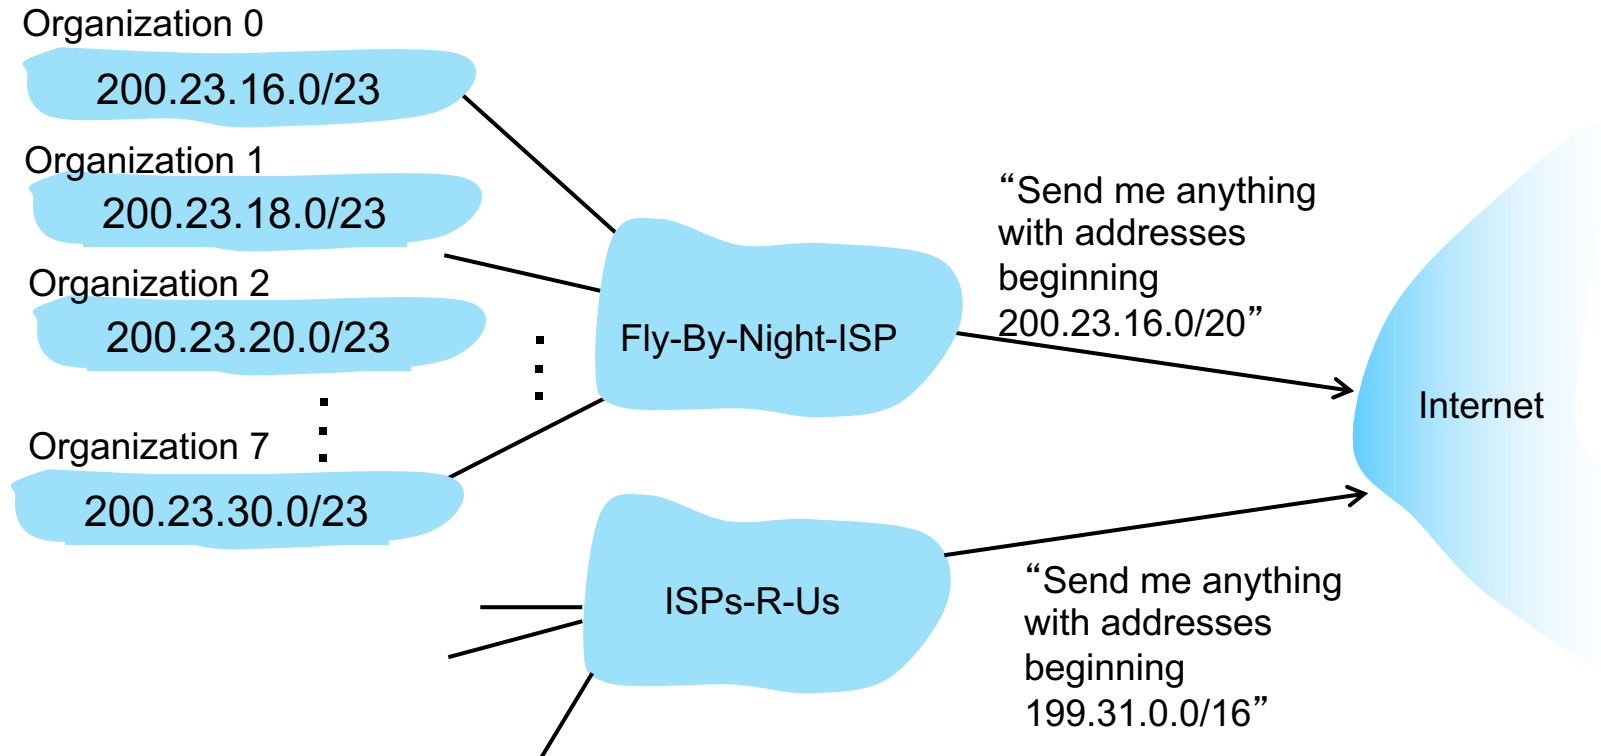 Organization 0
200.23.16.0/23
Organization 1
200.23.18.0/23
Organization 2
200.23.20.0/23
Organization 7
200.23.30.0/23
Fly-By-Night-ISP
ISPs-R-Us
“Send me anything
with addresses
beginning
200.23.16.0/20”
“Send me anything
with addresses
beginning
199.31.0.0/16”
Internet